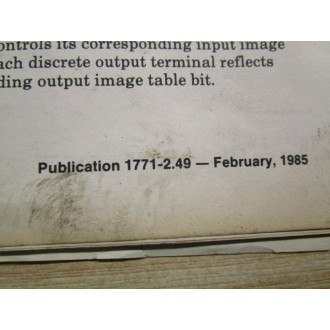 ontrols its corresponding input image
ach discrete output terminal reflects
ding output image table bit.
Publication 1771-2.49 — February, 1985